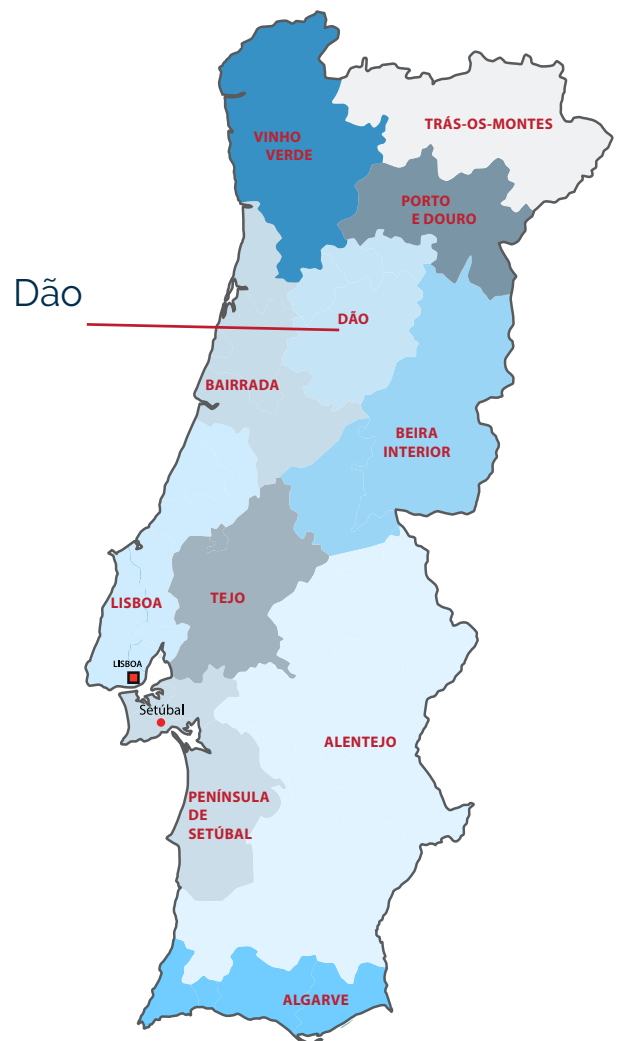 TRÁS-OS-MONTES
VINHO
VERDE
PORTO
E DOURO
Dão
DÃO
BAIRRADA
BEIRA
INTERIOR
LISBOA
TEJO
LISBOA
Setúbal
ALENTEJO
PENÍNSULA
DE
SETÚBAL
ALGARVE